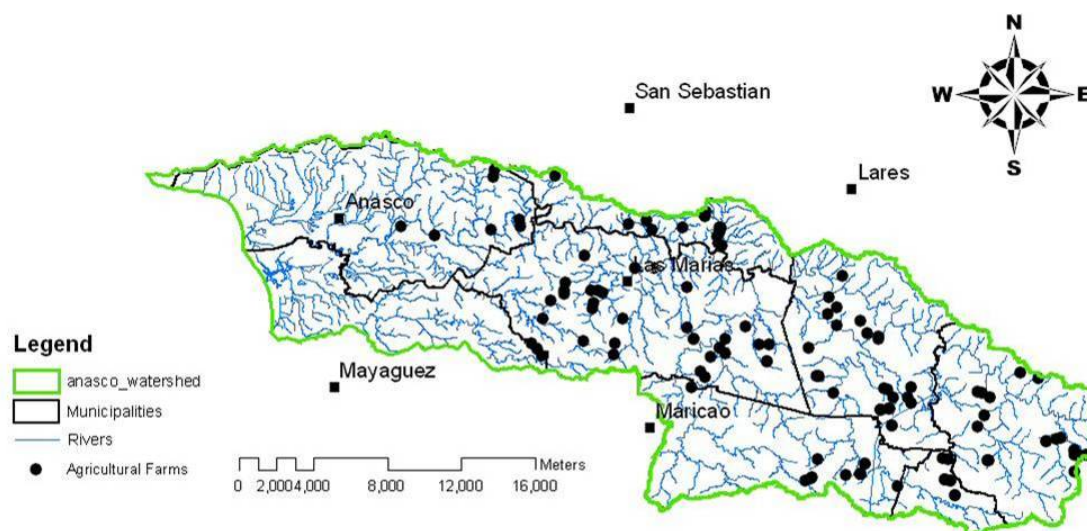 N
San Sebastian
W
E
S
Lares
Anasco
Las Marias
Legend
anasco_watershed
Mayaguez
Municipalities
Maricao
Rivers
Agricultural Farms
Meters
0 2,0004,000 8,000 12,000 16,000